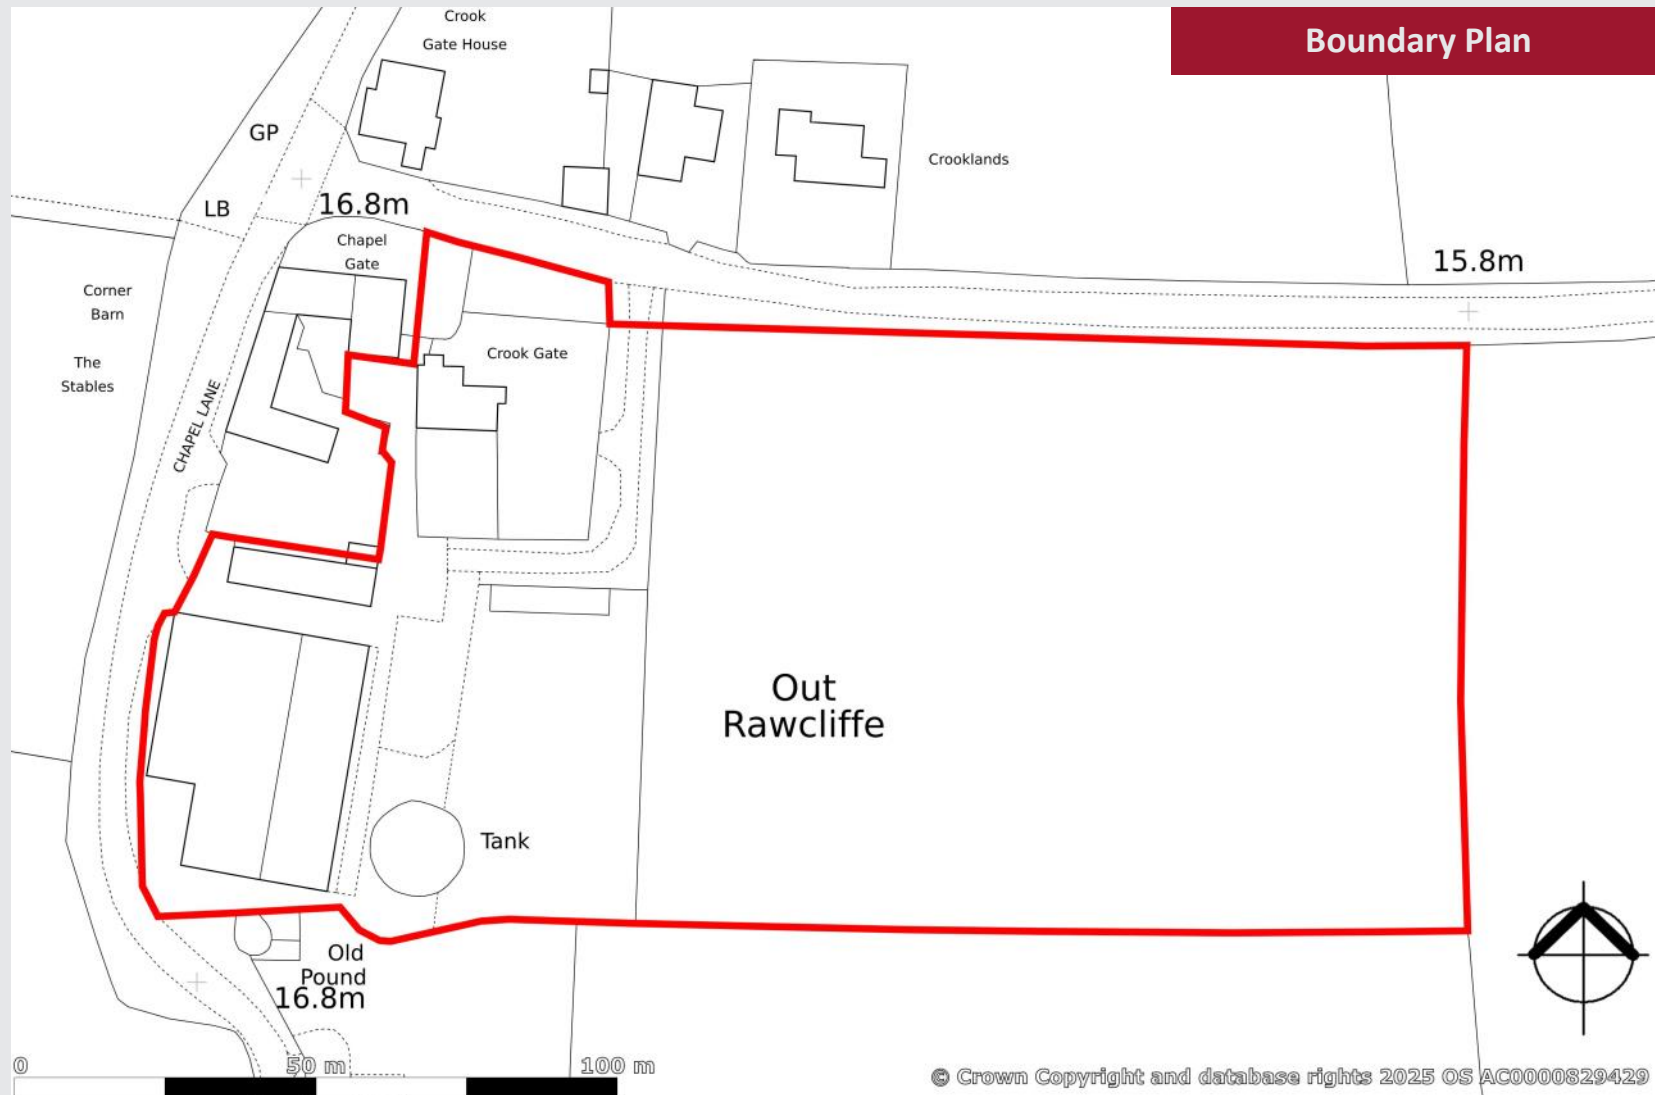 Boundary Plan
Crook
Gate House
GP
Crooklands
LB
16.8m
Chapel
Gate
15.8m
Corner
Barn
The
Stables
Crook Gate
CHAPEL LANE
Out
Rawcliffe
Tank
Old
Pound
16.8m
0 50 m 100 m
© Crown Copyright and database rights 2025 OS AC0000829429